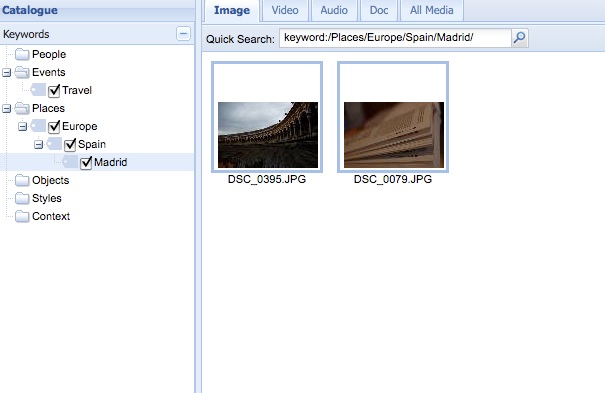 Catalogue
Image Video Audio Doc All Media
Keywords
Quick Search: keyword:/Places/Europe/Spain/Madrid/
People
Events
Travel
Places
Europe
Spain
Madrid
Objects
Styles
Context
DSC_0395.JPG DSC_0079.JPG